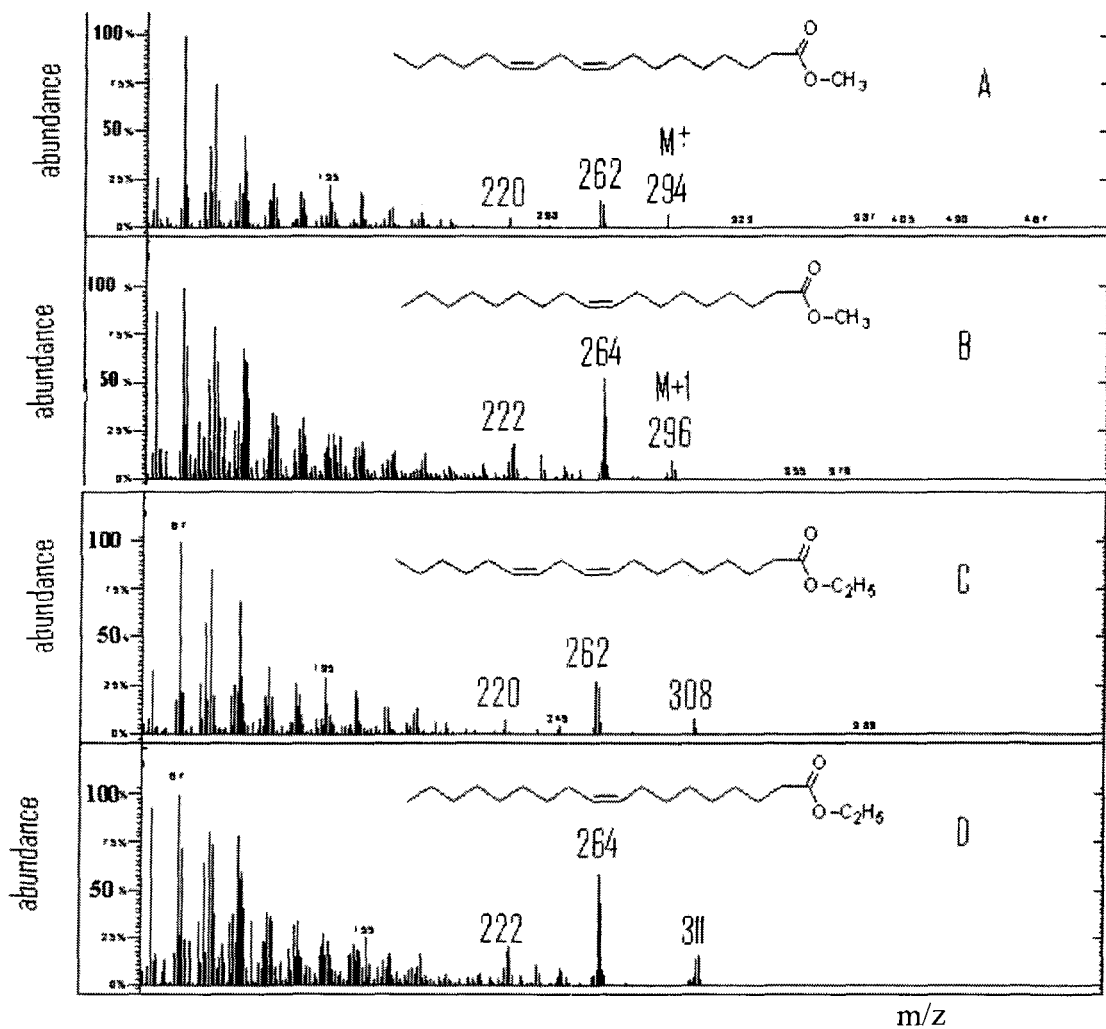 abundance
100%
75%
50%
25%
0%
O
O–CH3
A
M+
294
262
220
abundance
100%
75%
50%
25%
0%
O
O–CH3
B
264
M+1
296
222
abundance
100
75%
50%
25%
0%
O
O–C2H5
C
262
220
308
abundance
100%
75%
50%
25%
0%
O
O–C2H5
D
264
222
311
m/z